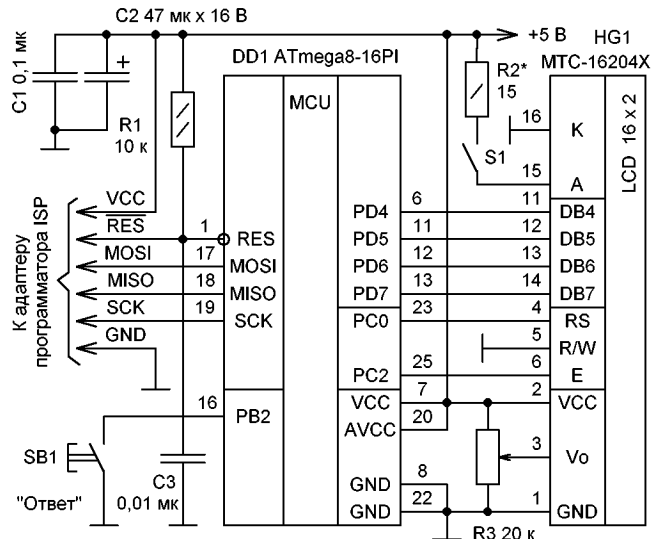 C2 47 мк x 16 В
+5 В
HG1
MTC-16204X
C1 0,1 мк
+
DD1 ATmega8-16PI
MCU
R2*
15
LCD 16 x 2
R1
10 к
16
K
S1
15
A
К адаптеру
программатора ISP
VCC
RES
MOSI
MISO
SCK
GND
1
RES
17
MOSI
18
MISO
19
SCK
PD4
6
11
DB4
PD5
11
12
DB5
PD6
12
13
DB6
PD7
13
14
DB7
PC0
23
4
RS
5
R/W
PC2
25
6
E
16
PB2
VCC
7
2
VCC
AVCC
20
3
Vo
SB1
"Ответ"
C3
0,01 мк
GND
8
GND
22
1
GND
R3 20 к